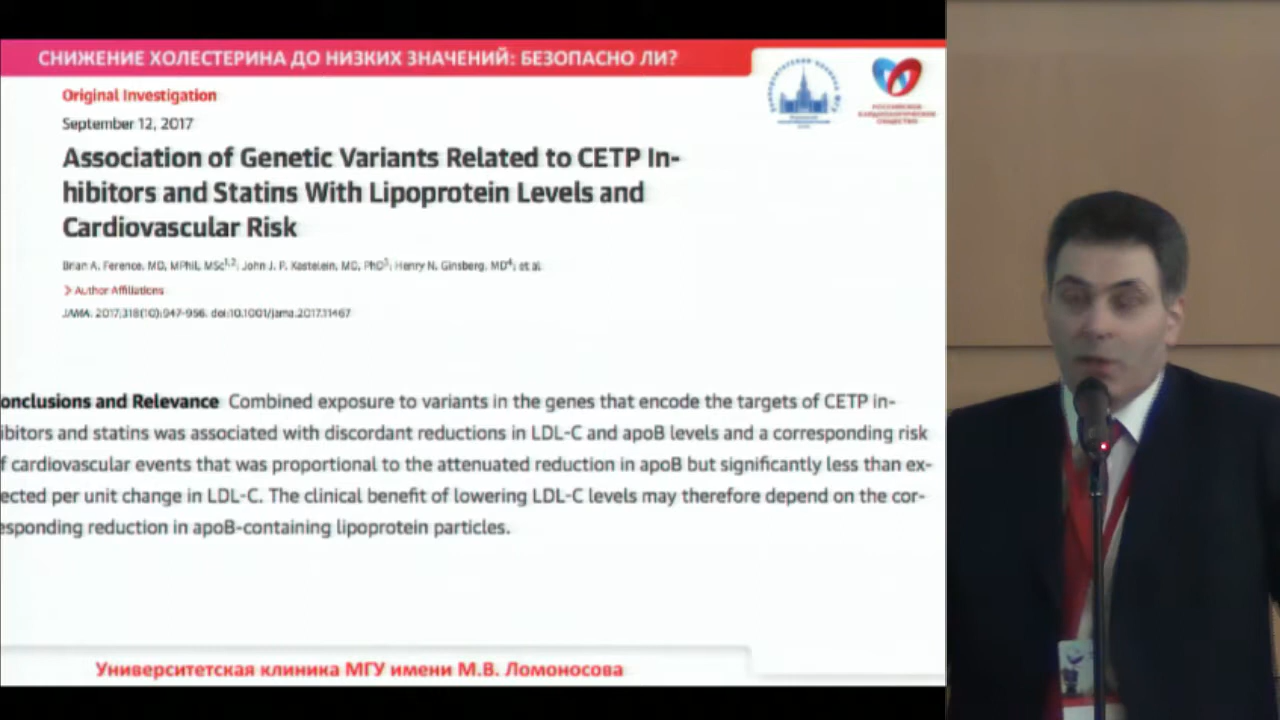 СНИЖЕНИЕ ХОЛЕСТЕРИНА ДО НИЗКИХ ЗНАЧЕНИЙ: БЕЗОПАСНО ЛИ?
РОССИЙСКОЕ
КАРДИОЛОГИЧЕСКОЕ
ОБЩЕСТВО
Original Investigation
September 12, 2017
Association of Genetic Variants Related to CETP In-
hibitors and Statins With Lipoprotein Levels and
Cardiovascular Risk
Brian A. Ference, MD, MPhil, MSc1,2; John J. P. Kastelein, MD, PhD3; Henry N. Ginsberg, MD4; et al
Author Affiliations
JAMA. 2017;318(10):947-956. doi:10.1001/jama.2017.11467
onclusions and Relevance Combined exposure to variants in the genes that encode the targets of CETP in-
ibitors and statins was associated with discordant reductions in LDL-C and apoB levels and a corresponding risk
f cardiovascular events that was proportional to the attenuated reduction in apoB but significantly less than ex-
ected per unit change in LDL-C. The clinical benefit of lowering LDL-C levels may therefore depend on the cor-
esponding reduction in apoB-containing lipoprotein particles.
Университетская клиника МГУ имени М.В. Ломоносова